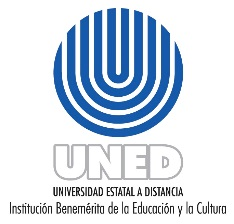 UNED
UNIVERSIDAD ESTATAL A DISTANCIA
Institución Benemérita de la Educación y la Cultura